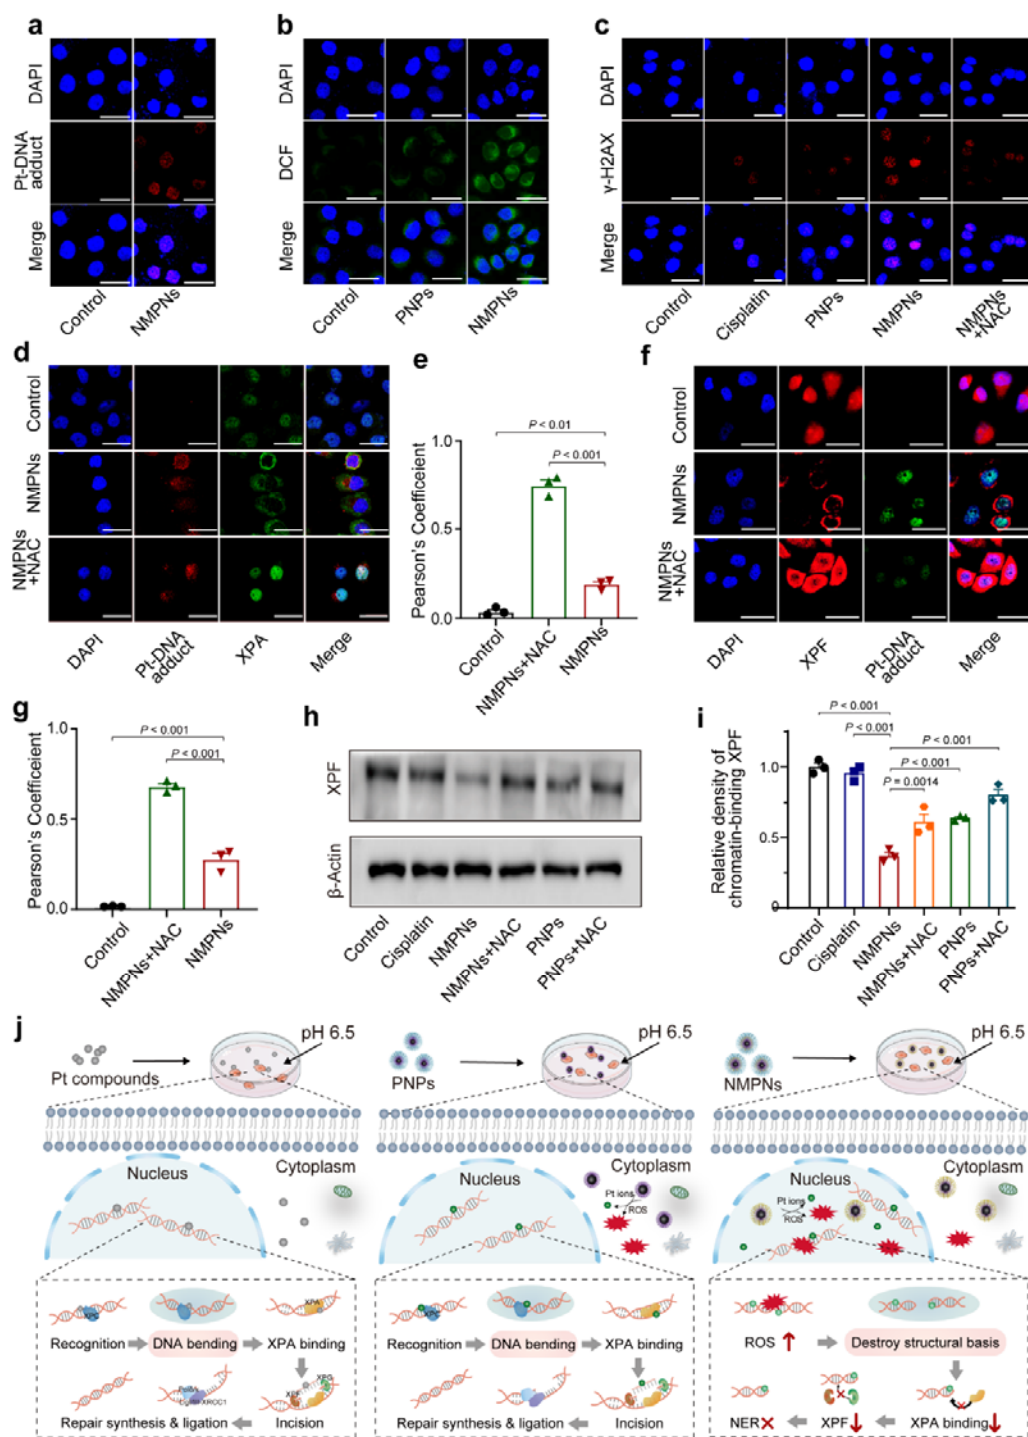 a
DAPI
Pt-DNA
adduct
Merge
Control
NMPNs
b
DAPI
DCF
Merge
Control
PNPs
NMPNs
c
DAPI
γ-H2AX
Merge
Control
Cisplatin
PNPs
NMPNs
NMPNs
+NAC
d
Control
NMPNs
NMPNs
+NAC
DAPI
Pt-DNA
adduct
XPA
Merge
e
Pearson's Coefficeient
1.0
0.5
0.0
P < 0.01
P < 0.001
Control
NMPNs+NAC
NMPNs
f
Control
NMPNs
NMPNs
+NAC
DAPI
XPF
Pt-DNA
adduct
Merge
g
Pearson's Coefficeient
1.0
0.5
0.0
P < 0.001
P < 0.001
Control
NMPNs+NAC
NMPNs
h
XPF
β-Actin
Control
Cisplatin
NMPNs
NMPNs+NAC
PNPs
PNPs+NAC
i
Relative density of
chromatin-binding XPF
1.0
0.5
0.0
P < 0.001
P < 0.001
P < 0.001
P < 0.001
P = 0.0014
Control
Cisplatin
NMPNs
NMPNs+NAC
PNPs
PNPs+NAC
j
Pt compounds
pH 6.5
Nucleus
Cytoplasm
XPC
XPA
Recognition
DNA bending
XPA binding
XPF
XPG
Repair synthesis & ligation
Incision
PNPs
pH 6.5
Nucleus
Cytoplasm
Pt ions
ROS
Recognition
DNA bending
XPA binding
Repair synthesis & ligation
Incision
NMPNs
pH 6.5
Nucleus
Cytoplasm
Pt ions
ROS
ROS
Destroy structural basis
NER
XPF
XPA binding